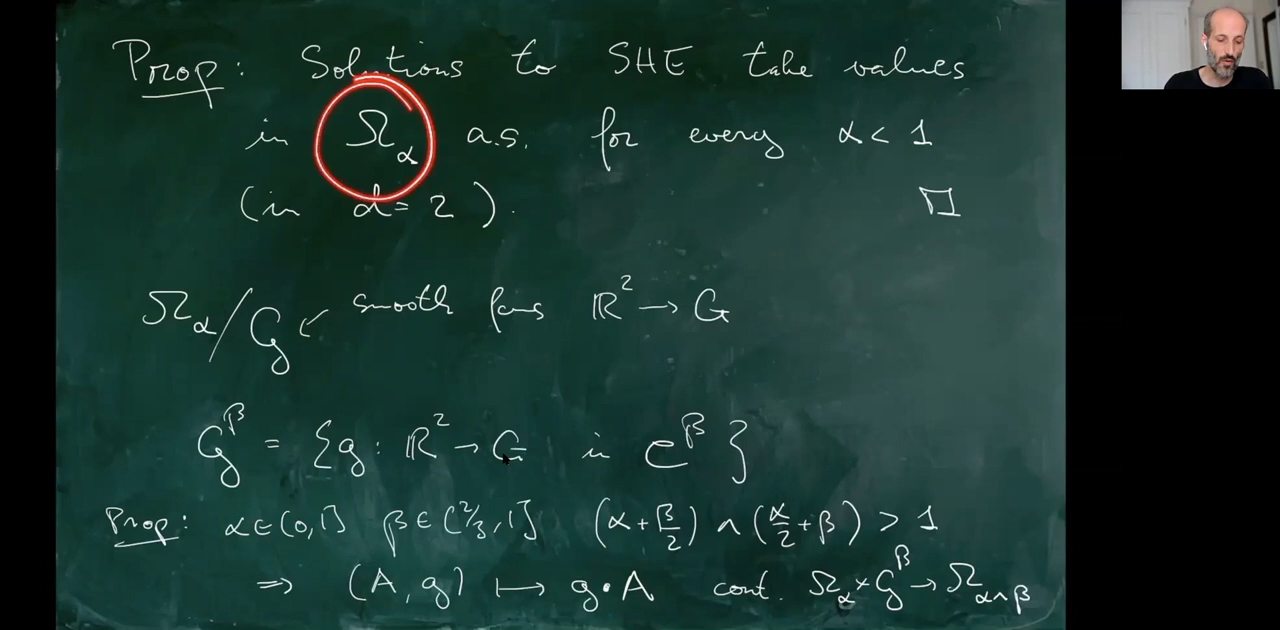 Prop: Solutions to SHE take values
in Ω_α a.s. for every α < 1
(in d = 2). □
Ω_α/G ← smooth fcns ℝ² → G
G^β = {g: ℝ² → G in C^β}
Prop: α ∈ (0,1] β ∈ (2/3, 1] (α + β/2) ∧ (α/2 + β) > 1
⇒ (A, g) ↦ g•A cont. Ω_α × G^β → Ω_{α∧β}